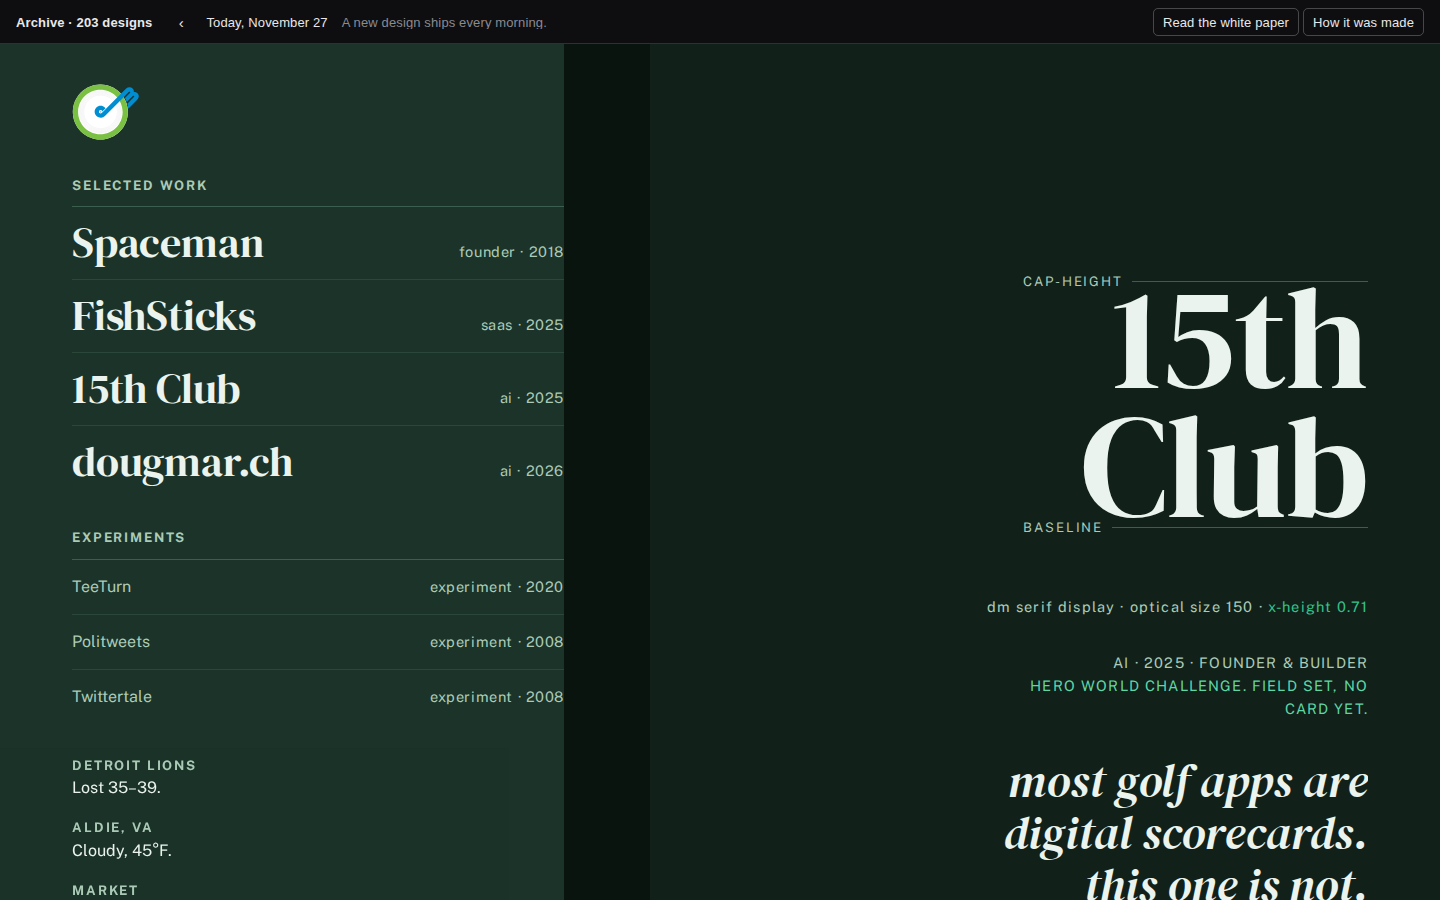 Archive · 203 designs
‹
Today, November 27
A new design ships every morning.
Read the white paper
How it was made
SELECTED WORK
Spaceman
founder · 2018
FishSticks
saas · 2025
15th Club
ai · 2025
dougmar.ch
ai · 2026
EXPERIMENTS
TeeTurn
experiment · 2020
Politweets
experiment · 2008
Twittertale
experiment · 2008
DETROIT LIONS
Lost 35–39.
ALDIE, VA
Cloudy, 45°F.
MARKET
CAP-HEIGHT
15th
Club
BASELINE
dm serif display · optical size 150 · x-height 0.71
AI · 2025 · FOUNDER & BUILDER
HERO WORLD CHALLENGE. FIELD SET, NO
CARD YET.
most golf apps are
digital scorecards.
this one is not.